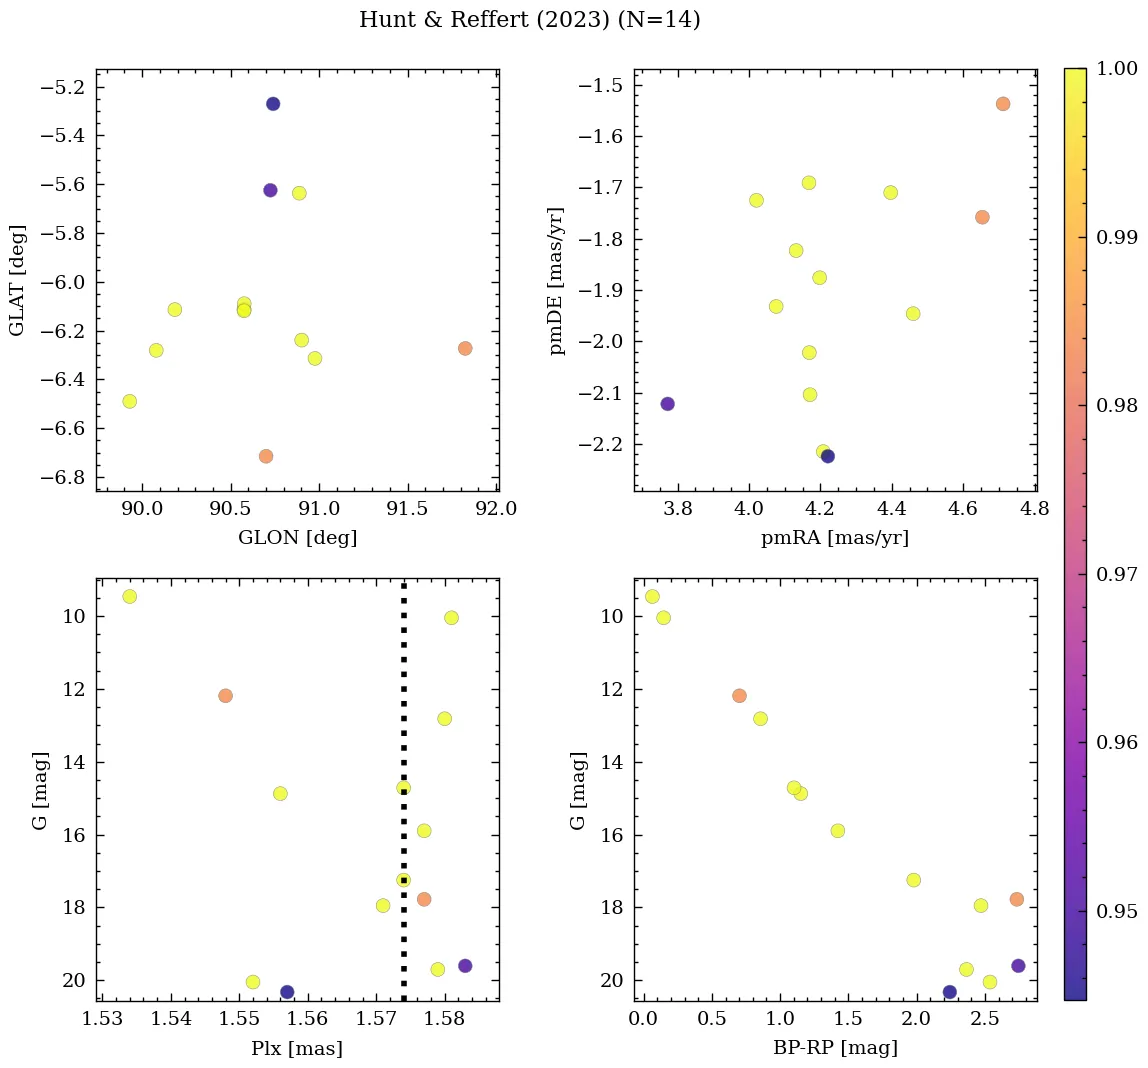 Hunt & Reffert (2023) (N=14)
−5.2
−5.4
−5.6
−5.8
−6.0
−6.2
−6.4
−6.6
−6.8
GLAT [deg]
90.0 90.5 91.0 91.5 92.0
GLON [deg]
−1.5
−1.6
−1.7
−1.8
−1.9
−2.0
−2.1
−2.2
pmDE [mas/yr]
3.8 4.0 4.2 4.4 4.6 4.8
pmRA [mas/yr]
10
12
14
16
18
20
G [mag]
1.53 1.54 1.55 1.56 1.57 1.58
Plx [mas]
10
12
14
16
18
20
G [mag]
0.0 0.5 1.0 1.5 2.0 2.5
BP-RP [mag]
1.00
0.99
0.98
0.97
0.96
0.95